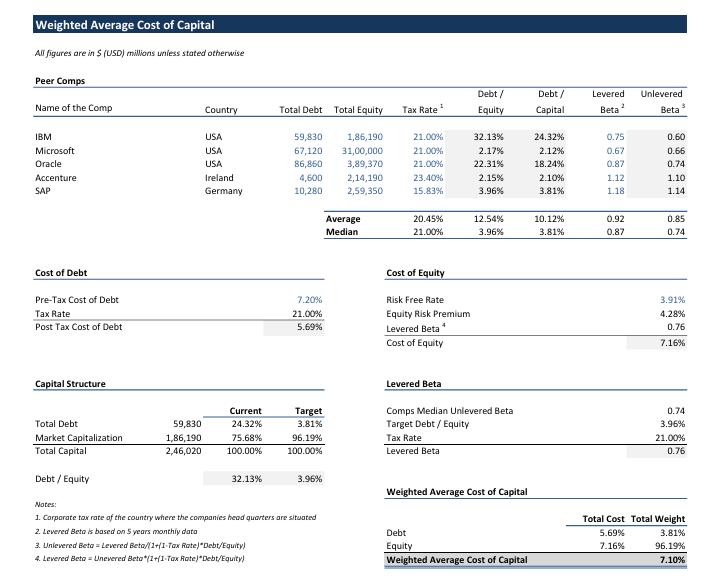 Weighted Average Cost of Capital
All figures are in $ (USD) millions unless stated otherwise
Peer Comps
Debt / Debt / Levered Unlevered
Name of the Comp Country Total Debt Total Equity Tax Rate 1 Equity Capital Beta 2 Beta 3
IBM USA 59,830 1,86,190 21.00% 32.13% 24.32% 0.75 0.60
Microsoft USA 67,120 31,00,000 21.00% 2.17% 2.12% 0.67 0.66
Oracle USA 86,860 3,89,370 21.00% 22.31% 18.24% 0.87 0.74
Accenture Ireland 4,600 2,14,190 23.40% 2.15% 2.10% 1.12 1.10
SAP Germany 10,280 2,59,350 15.83% 3.96% 3.81% 1.18 1.14
Average 20.45% 12.54% 10.12% 0.92 0.85
Median 21.00% 3.96% 3.81% 0.87 0.74
Cost of Debt
Pre-Tax Cost of Debt 7.20%
Tax Rate 21.00%
Post Tax Cost of Debt 5.69%
Cost of Equity
Risk Free Rate 3.91%
Equity Risk Premium 4.28%
Levered Beta 4 0.76
Cost of Equity 7.16%
Capital Structure
Current Target
Total Debt 59,830 24.32% 3.81%
Market Capitalization 1,86,190 75.68% 96.19%
Total Capital 2,46,020 100.00% 100.00%
Debt / Equity 32.13% 3.96%
Levered Beta
Comps Median Unlevered Beta 0.74
Target Debt / Equity 3.96%
Tax Rate 21.00%
Levered Beta 0.76
Notes:
1. Corporate tax rate of the country where the companies head quarters are situated
2. Levered Beta is based on 5 years monthly data
3. Unlevered Beta = Levered Beta/(1+(1-Tax Rate)*Debt/Equity)
4. Levered Beta = Unevered Beta*(1+(1-Tax Rate)*Debt/Equity)
Weighted Average Cost of Capital
Total Cost Total Weight
Debt 5.69% 3.81%
Equity 7.16% 96.19%
Weighted Average Cost of Capital 7.10%